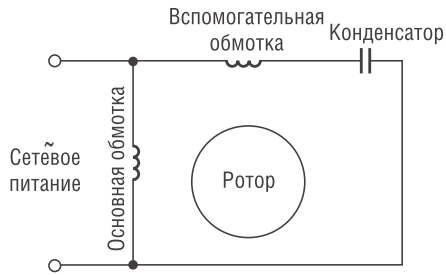 Вспомогательная
обмотка
Конденсатор
Основная обмотка
~
Сетевое
питание
Ротор